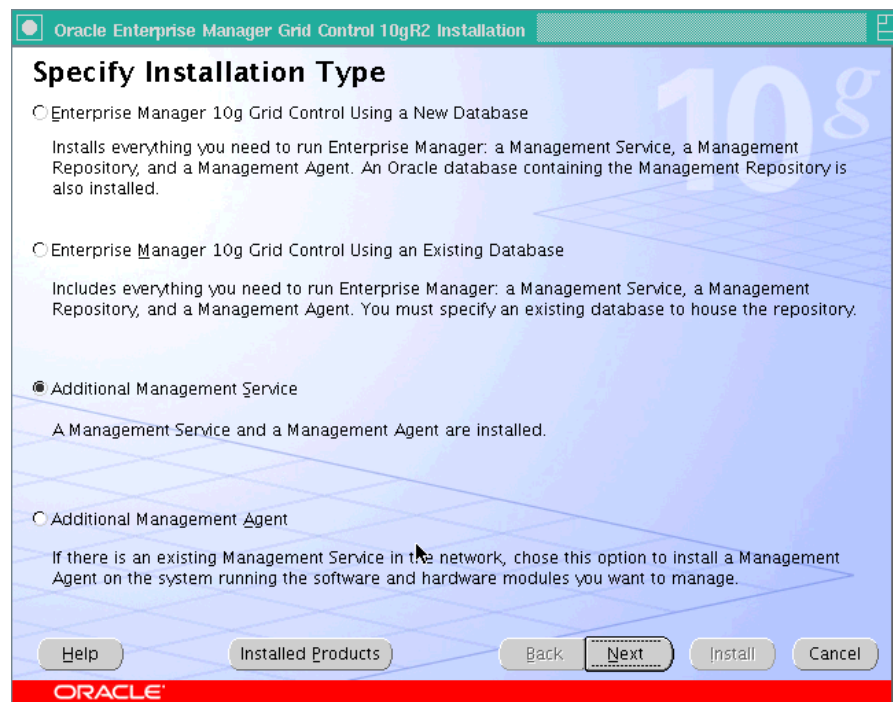 Oracle Enterprise Manager Grid Control 10gR2 Installation
Specify Installation Type
10g
Enterprise Manager 10g Grid Control Using a New Database
Installs everything you need to run Enterprise Manager: a Management Service, a Management
Repository, and a Management Agent. An Oracle database containing the Management Repository is
also installed.
Enterprise Manager 10g Grid Control Using an Existing Database
Includes everything you need to run Enterprise Manager: a Management Service, a Management
Repository, and a Management Agent. You must specify an existing database to house the repository.
Additional Management Service
A Management Service and a Management Agent are installed.
Additional Management Agent
If there is an existing Management Service in the network, chose this option to install a Management
Agent on the system running the software and hardware modules you want to manage.
Help
Installed Products
Back
Next
Install
Cancel
ORACLE